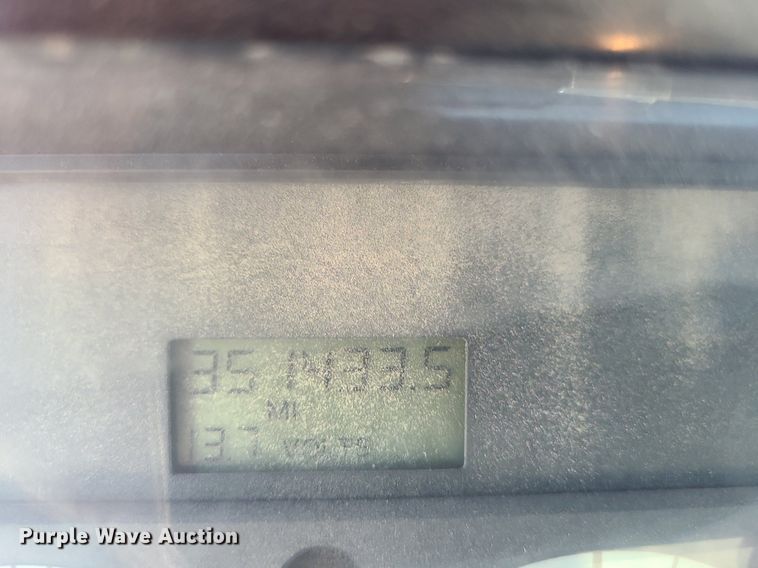 351433.5
MI
13.7 VOLTS
Purple Wave Auction